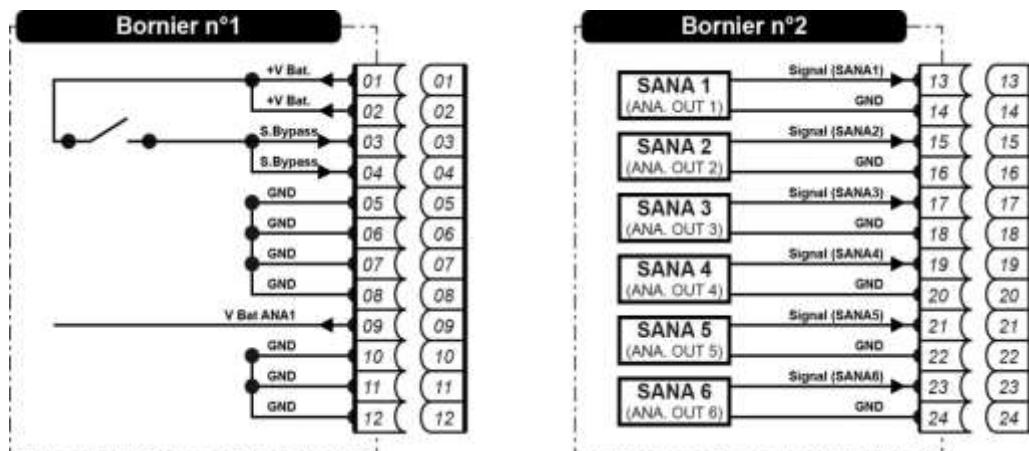 Bornier n°1
+V Bat. 01 01
+V Bat. 02 02
S.Bypass 03 03
S.Bypass 04 04
GND 05 05
GND 06 06
GND 07 07
GND 08 08
V Bat ANA1 09 09
GND 10 10
GND 11 11
GND 12 12
Bornier n°2
SANA 1 Signal (SANA1) 13 13
(ANA. OUT 1) GND 14 14
SANA 2 Signal (SANA2) 15 15
(ANA. OUT 2) GND 16 16
SANA 3 Signal (SANA3) 17 17
(ANA. OUT 3) GND 18 18
SANA 4 Signal (SANA4) 19 19
(ANA. OUT 4) GND 20 20
SANA 5 Signal (SANA5) 21 21
(ANA. OUT 5) GND 22 22
SANA 6 Signal (SANA6) 23 23
(ANA. OUT 6) GND 24 24